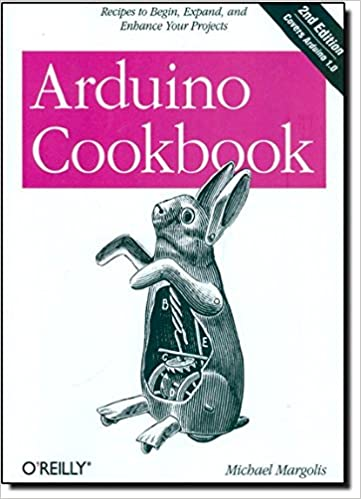 Recipes to Begin, Expand, and
Enhance Your Projects
2nd Edition
Covers Arduino 1.0
Arduino
Cookbook
B
E
O'REILLY®
Michael Margolis